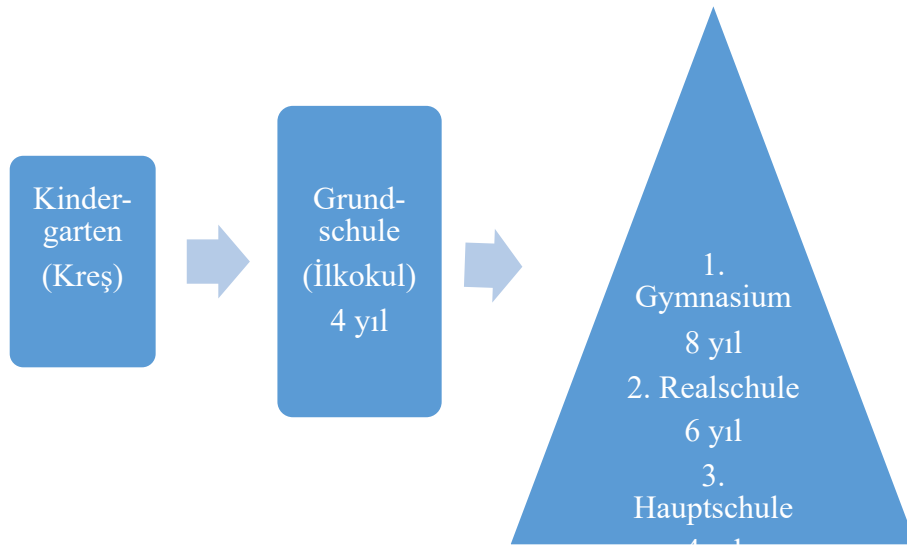 Kinder-
garten
(Kreş)
Grund-
schule
(İlkokul)
4 yıl
1.
Gymnasium
8 yıl
2. Realschule
6 yıl
3.
Hauptschule